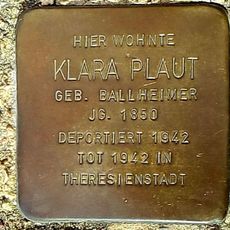 HIER WOHNTE
KLARA PLAUT
GEB. BALLHEIMER
JG. 1850
DEPORTIERT 1942
TOT 1942 IN
THERESIENSTADT